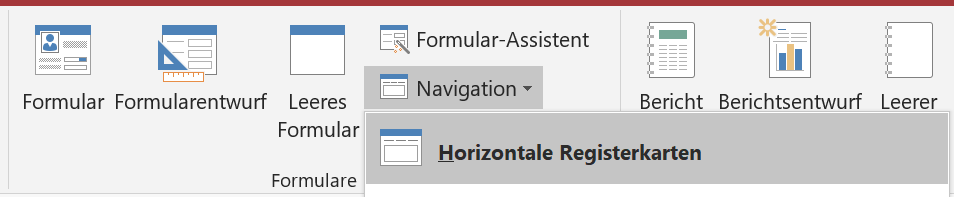 Formular
Formularentwurf
Leeres
Formular
Formular-Assistent
Navigation
Horizontale Registerkarten
Formulare
Bericht
Berichtsentwurf
Leerer